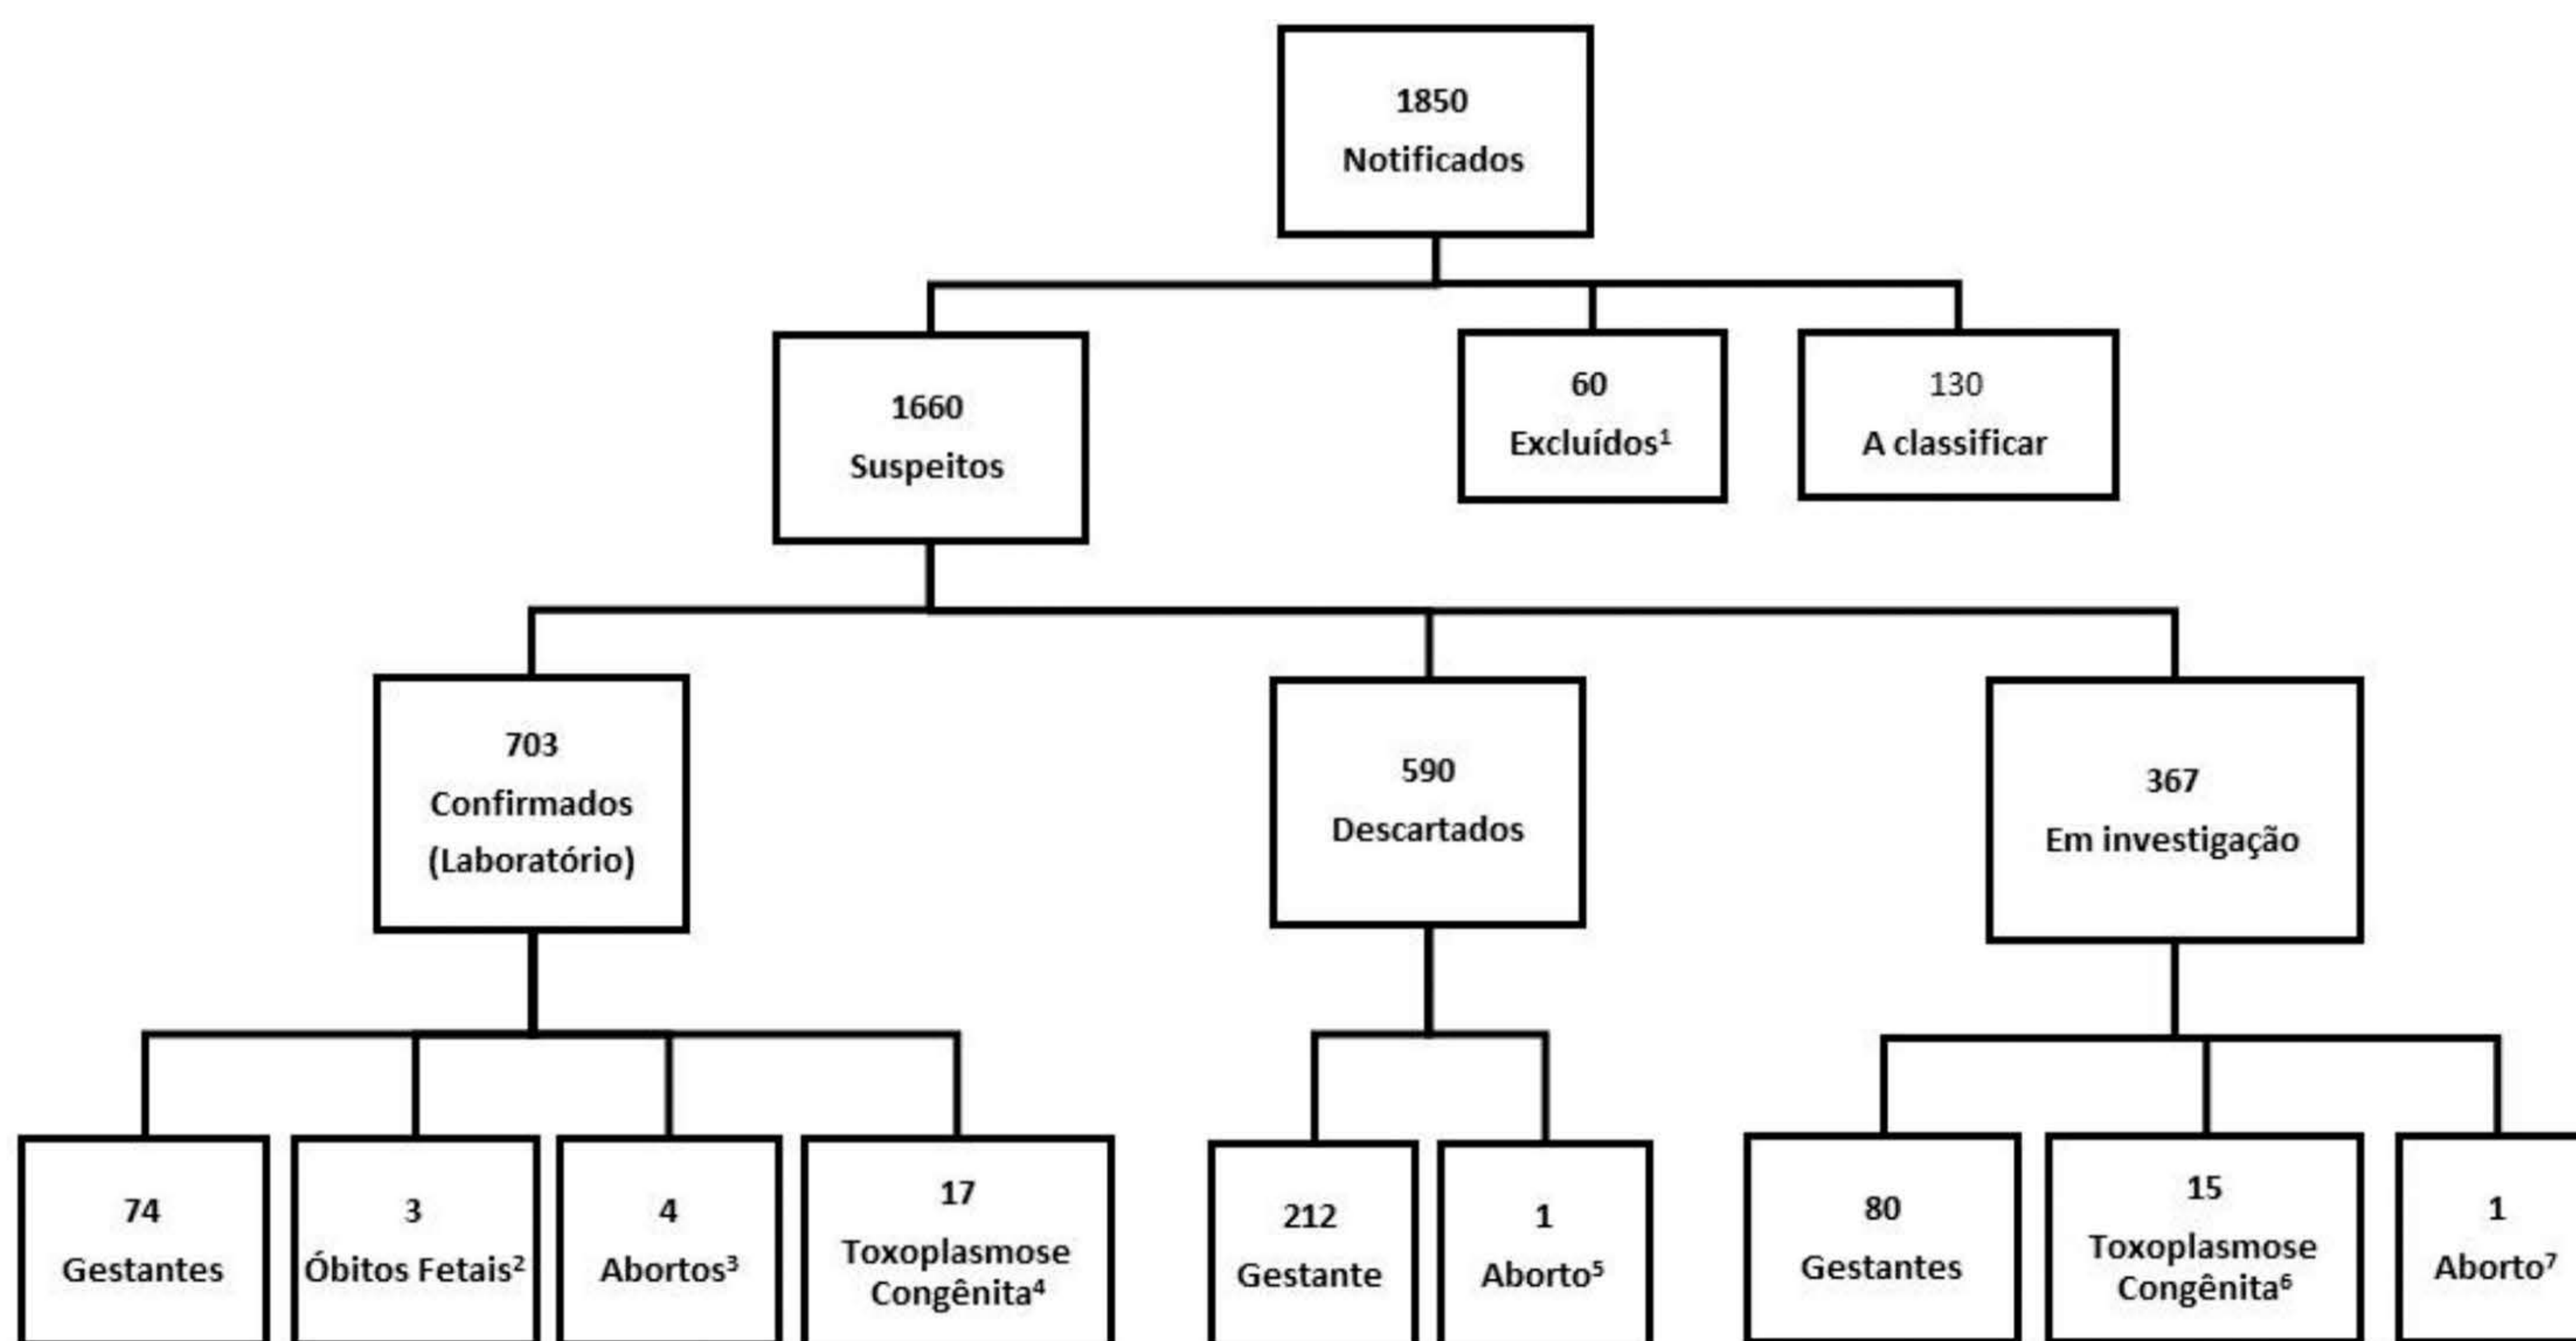 1850
Notificados
1660
Suspeitos
60
Excluídos¹
130
A classificar
703
Confirmados
(Laboratório)
590
Descartados
367
Em investigação
74
Gestantes
3
Óbitos Fetais²
4
Abortos³
17
Toxoplasmose
Congênita⁴
212
Gestante
1
Aborto⁵
80
Gestantes
15
Toxoplasmose
Congênita⁶
1
Aborto⁷